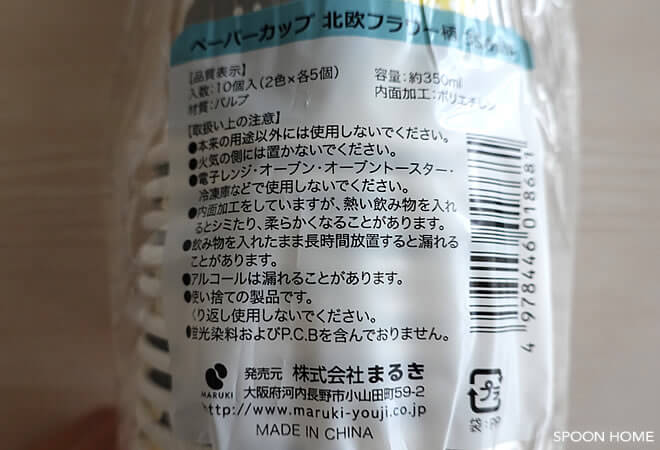 ペーパーカップ 北欧フラワー柄
【品質表示】
入数:10個入(2色×各5個)
容量:約350ml
材質:パルプ
内面加工:ポリエチレン
【取扱い上の注意】
●本来の用途以外には使用しないでください。
●火気の側には置かないでください。
●電子レンジ・オーブン・オーブントースター・
冷凍庫などで使用しないでください。
●内面加工をしていますが、熱い飲み物を入れ
るとシミたり、柔らかくなることがあります。
●飲み物を入れたまま長時間放置すると漏れる
ことがあります。
●アルコールは漏れることがあります。
●使い捨ての製品です。
くり返し使用しないでください。
●蛍光染料およびP.C.Bを含んでおりません。
4 978446 018681
MARUKI
発売元 株式会社 まるき
大阪府河内長野市小山田町59-2
http://www.maruki-youji.co.jp
MADE IN CHINA
プラ
袋:PP
SPOON HOME